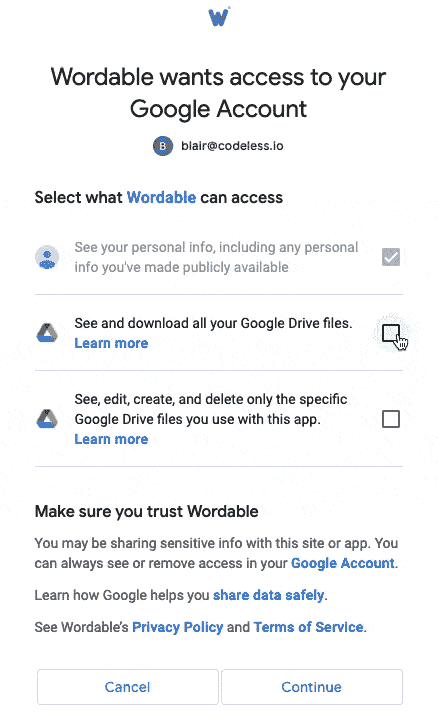 W
Wordable wants access to your
Google Account
B blair@codeless.io
Select what Wordable can access
See your personal info, including any personal
info you've made publicly available
See and download all your Google Drive files.
Learn more
See, edit, create, and delete only the specific
Google Drive files you use with this app.
Learn more
Make sure you trust Wordable
You may be sharing sensitive info with this site or app. You
can always see or remove access in your Google Account.
Learn how Google helps you share data safely.
See Wordable’s Privacy Policy and Terms of Service.
Cancel Continue